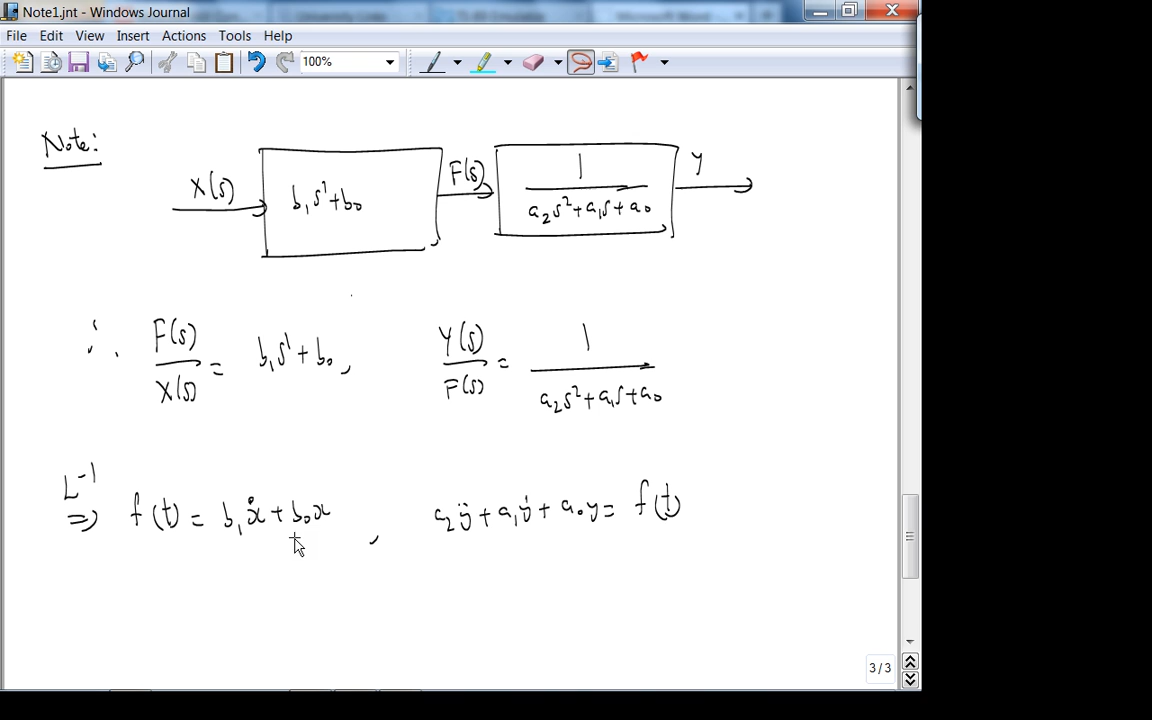 Note1.jnt - Windows Journal
File Edit View Insert Actions Tools Help
100%
Note:
X(s) b₁s¹+b₀ F(s) 1/(a₂s²+a₁s+a₀) Y
∴ F(s)/X(s) = b₁s¹+b₀, Y(s)/F(s) = 1/(a₂s²+a₁s+a₀)
L⁻¹
⇒ f(t) = b₁ẋ+b₀x , a₂ÿ+a₁ẏ+a₀y = f(t)
3/3